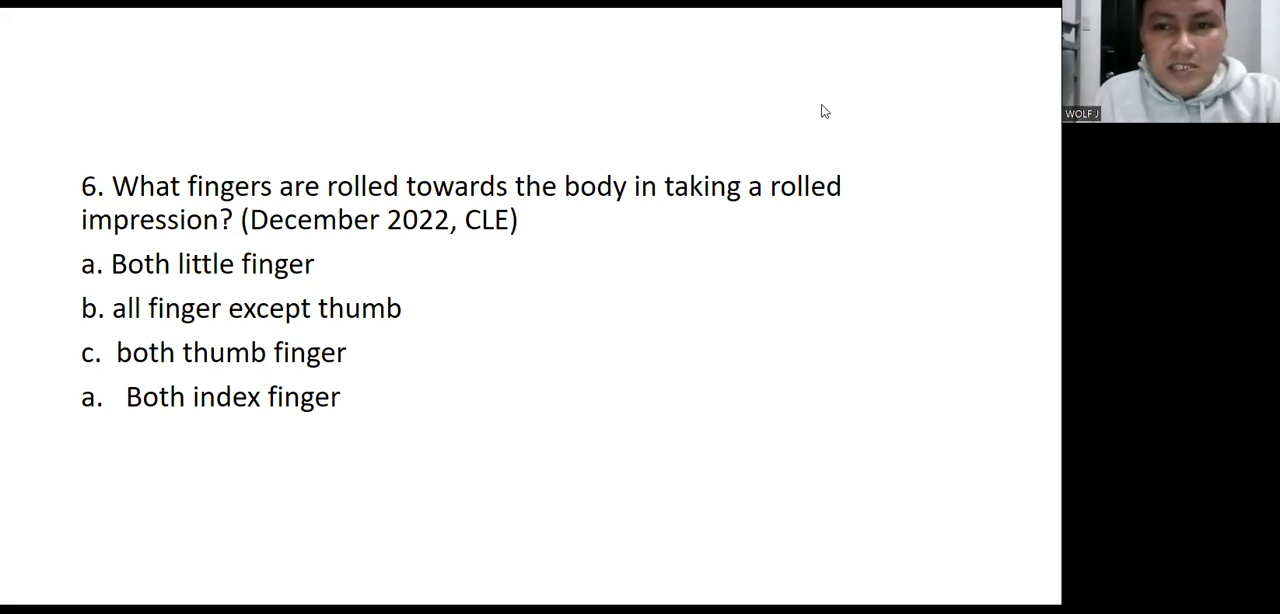 6. What fingers are rolled towards the body in taking a rolled
impression? (December 2022, CLE)
a. Both little finger
b. all finger except thumb
c. both thumb finger
a. Both index finger
WOLF J